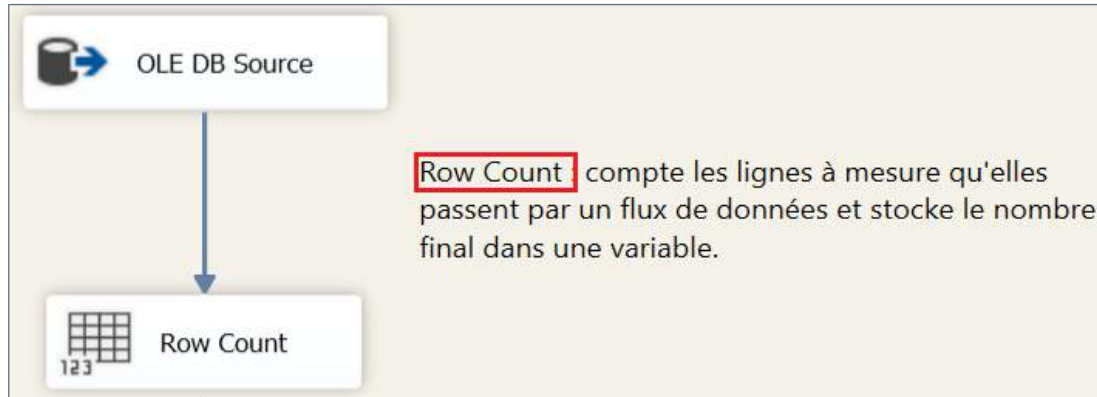 OLE DB Source
Row Count : compte les lignes à mesure qu'elles
passent par un flux de données et stocke le nombre
final dans une variable.
123
Row Count